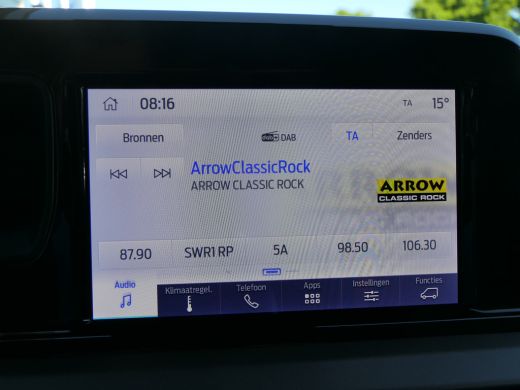 08:16
TA
15°
Bronnen
DAB
TA
Zenders
ArrowClassicRock
ARROW CLASSIC ROCK
ARROW
CLASSIC ROCK
87.90
SWR1 RP
5A
98.50
106.30
Audio
Klimaatregel.
Telefoon
Apps
Instellingen
Functies